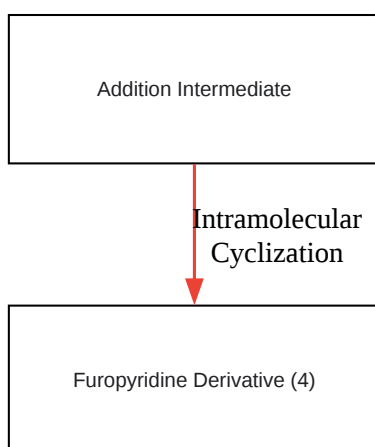 Addition Intermediate
Intramolecular
Cyclization
Furopyridine Derivative (4)